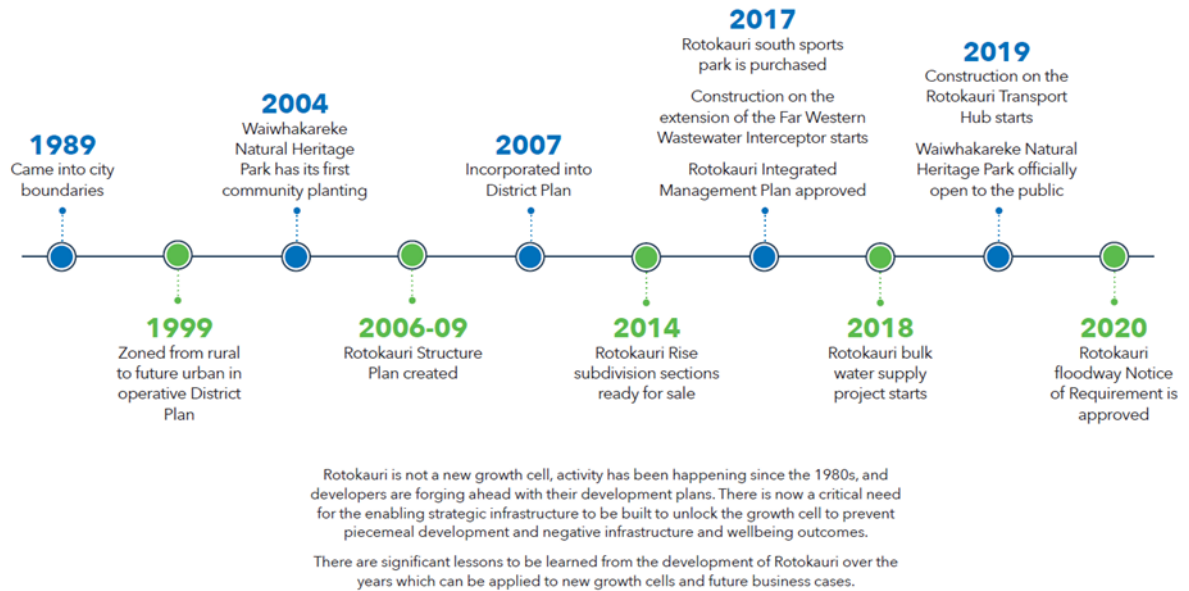 1989
Came into city
boundaries
1999
Zoned from rural
to future urban in
operative District
Plan
2004
Waiwhakareke
Natural Heritage
Park has its first
community planting
2006-09
Rotokauri Structure
Plan created
2007
Incorporated into
District Plan
2014
Rotokauri Rise
subdivision sections
ready for sale
2017
Rotokauri south sports
park is purchased
Construction on the
extension of the Far Western
Wastewater Interceptor starts
Rotokauri Integrated
Management Plan approved
2018
Rotokauri bulk
water supply
project starts
2019
Construction on the
Rotokauri Transport
Hub starts
Waiwhakareke Natural
Heritage Park officially
open to the public
2020
Rotokauri
floodway Notice
of Requirement is
approved
Rotokauri is not a new growth cell, activity has been happening since the 1980s, and
developers are forging ahead with their development plans. There is now a critical need
for the enabling strategic infrastructure to be built to unlock the growth cell to prevent
piecemeal development and negative infrastructure and wellbeing outcomes.
There are significant lessons to be learned from the development of Rotokauri over the
years which can be applied to new growth cells and future business cases.